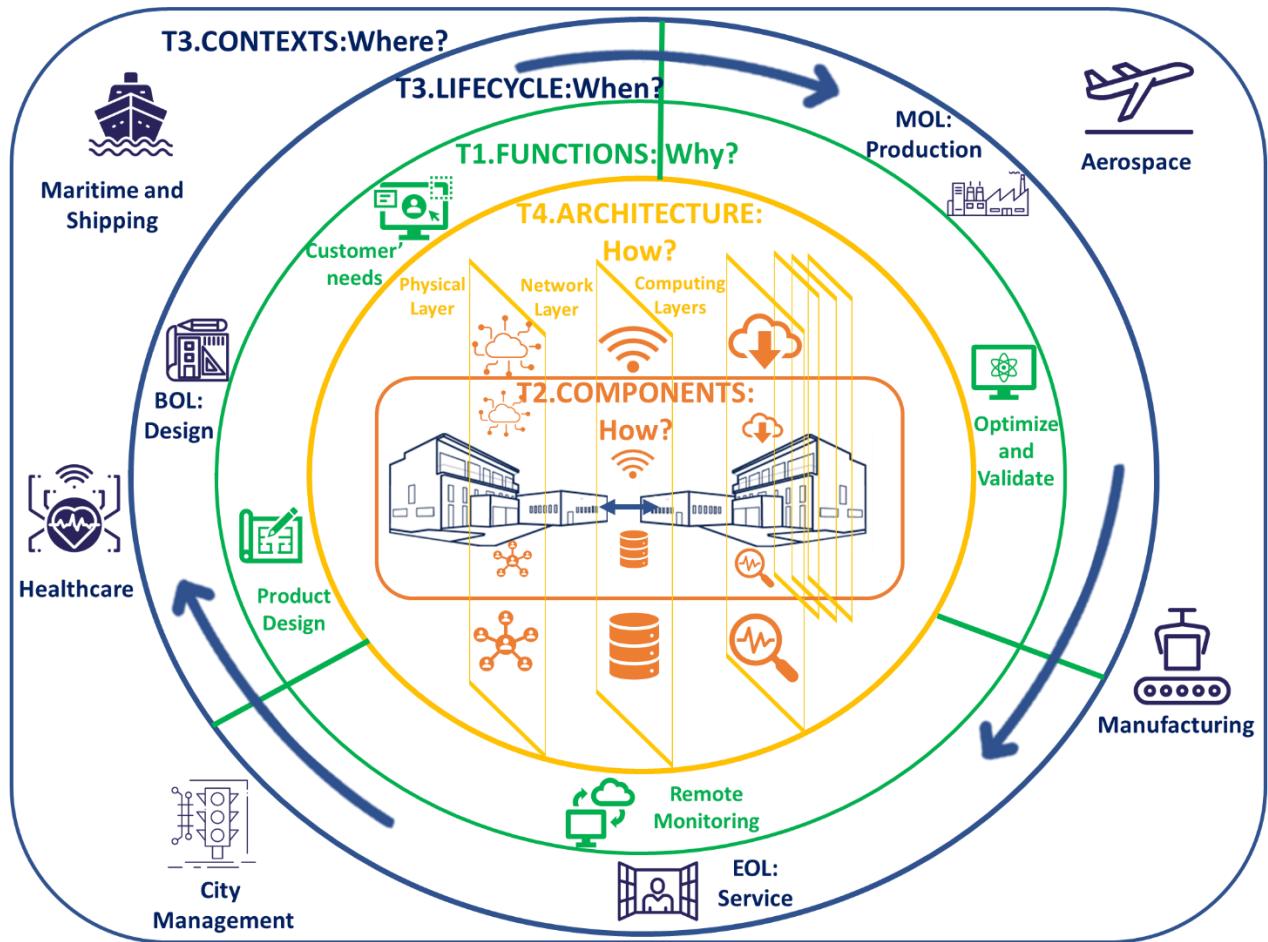 T3.CONTEXTS:Where?
T3.LIFECYCLE:When?
Maritime and
Shipping
MOL:
Production
Aerospace
T1.FUNCTIONS: Why?
Customer'
needs
T4.ARCHITECTURE:
How?
Physical
Layer
Network
Layer
Computing
Layers
BOL:
Design
T2.COMPONENTS:
How?
Optimize
and
Validate
Healthcare
Product
Design
Manufacturing
Remote
Monitoring
City
Management
EOL:
Service